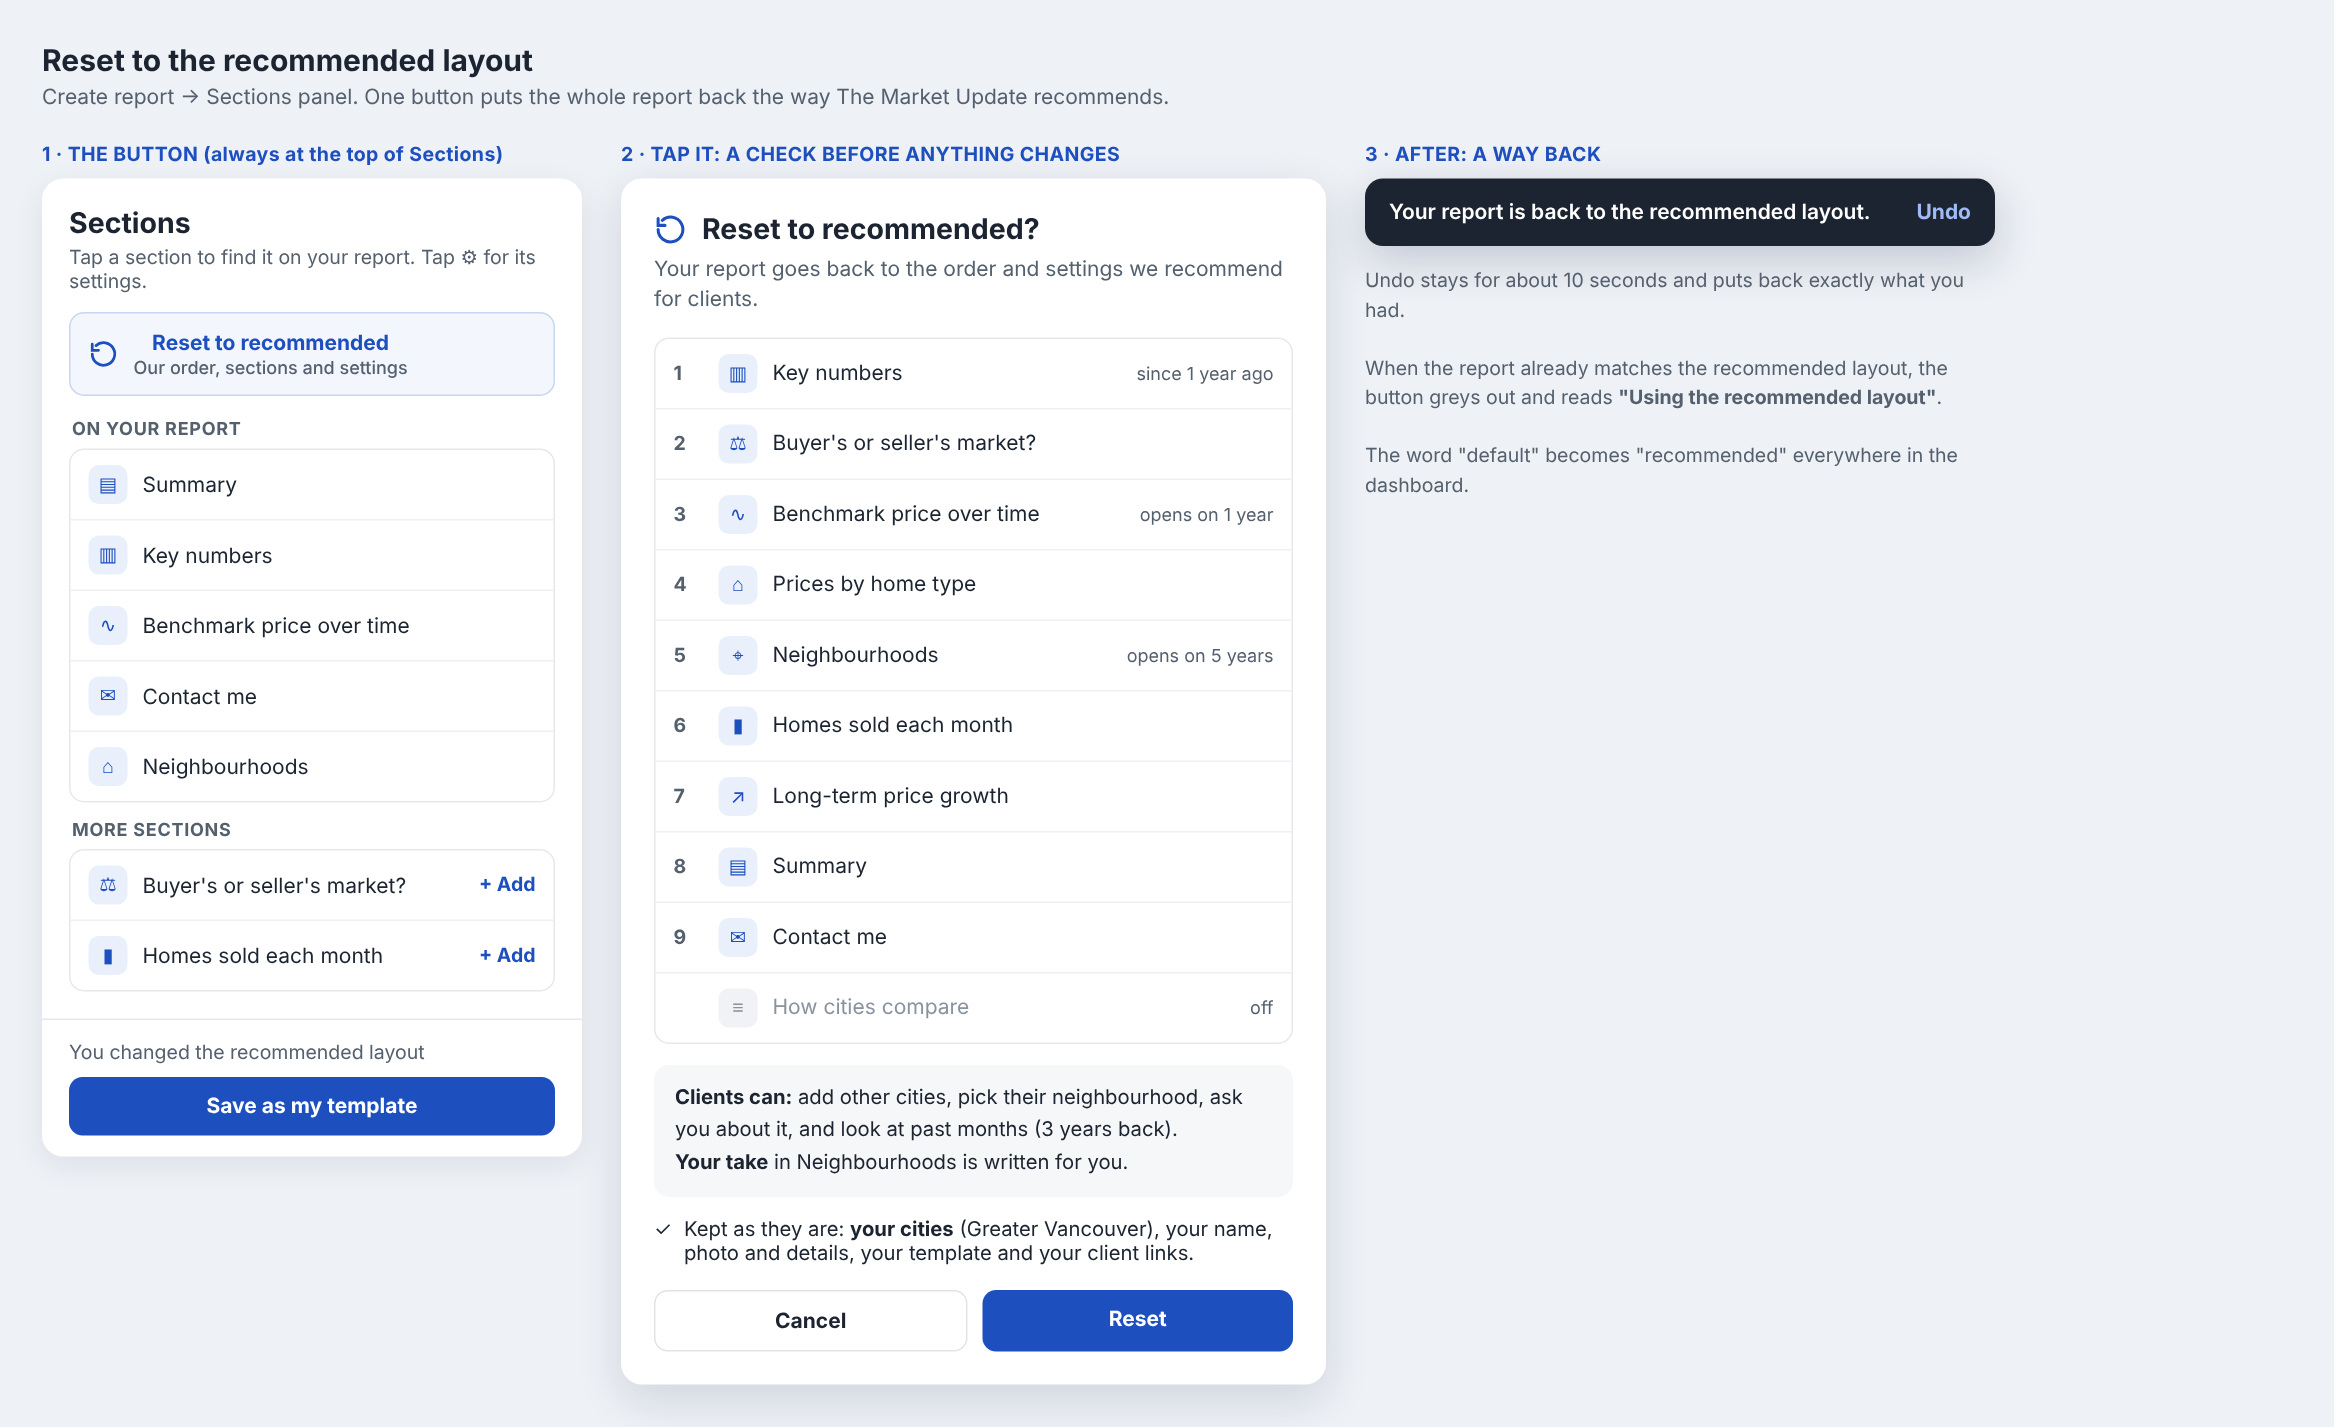 Reset to the recommended layout
Create report → Sections panel. One button puts the whole report back the way The Market Update recommends.
1 · THE BUTTON (always at the top of Sections)
Sections
Tap a section to find it on your report. Tap ⚙ for its
settings.
Reset to recommended
Our order, sections and settings
ON YOUR REPORT
Summary
Key numbers
Benchmark price over time
Contact me
Neighbourhoods
MORE SECTIONS
Buyer's or seller's market? + Add
Homes sold each month + Add
You changed the recommended layout
Save as my template
2 · TAP IT: A CHECK BEFORE ANYTHING CHANGES
Reset to recommended?
Your report goes back to the order and settings we recommend
for clients.
1 Key numbers since 1 year ago
2 Buyer's or seller's market?
3 Benchmark price over time opens on 1 year
4 Prices by home type
5 Neighbourhoods opens on 5 years
6 Homes sold each month
7 Long-term price growth
8 Summary
9 Contact me
How cities compare off
Clients can: add other cities, pick their neighbourhood, ask
you about it, and look at past months (3 years back).
Your take in Neighbourhoods is written for you.
✓ Kept as they are: your cities (Greater Vancouver), your name,
photo and details, your template and your client links.
Cancel
Reset
3 · AFTER: A WAY BACK
Your report is back to the recommended layout. Undo
Undo stays for about 10 seconds and puts back exactly what you
had.
When the report already matches the recommended layout, the
button greys out and reads "Using the recommended layout".
The word "default" becomes "recommended" everywhere in the
dashboard.